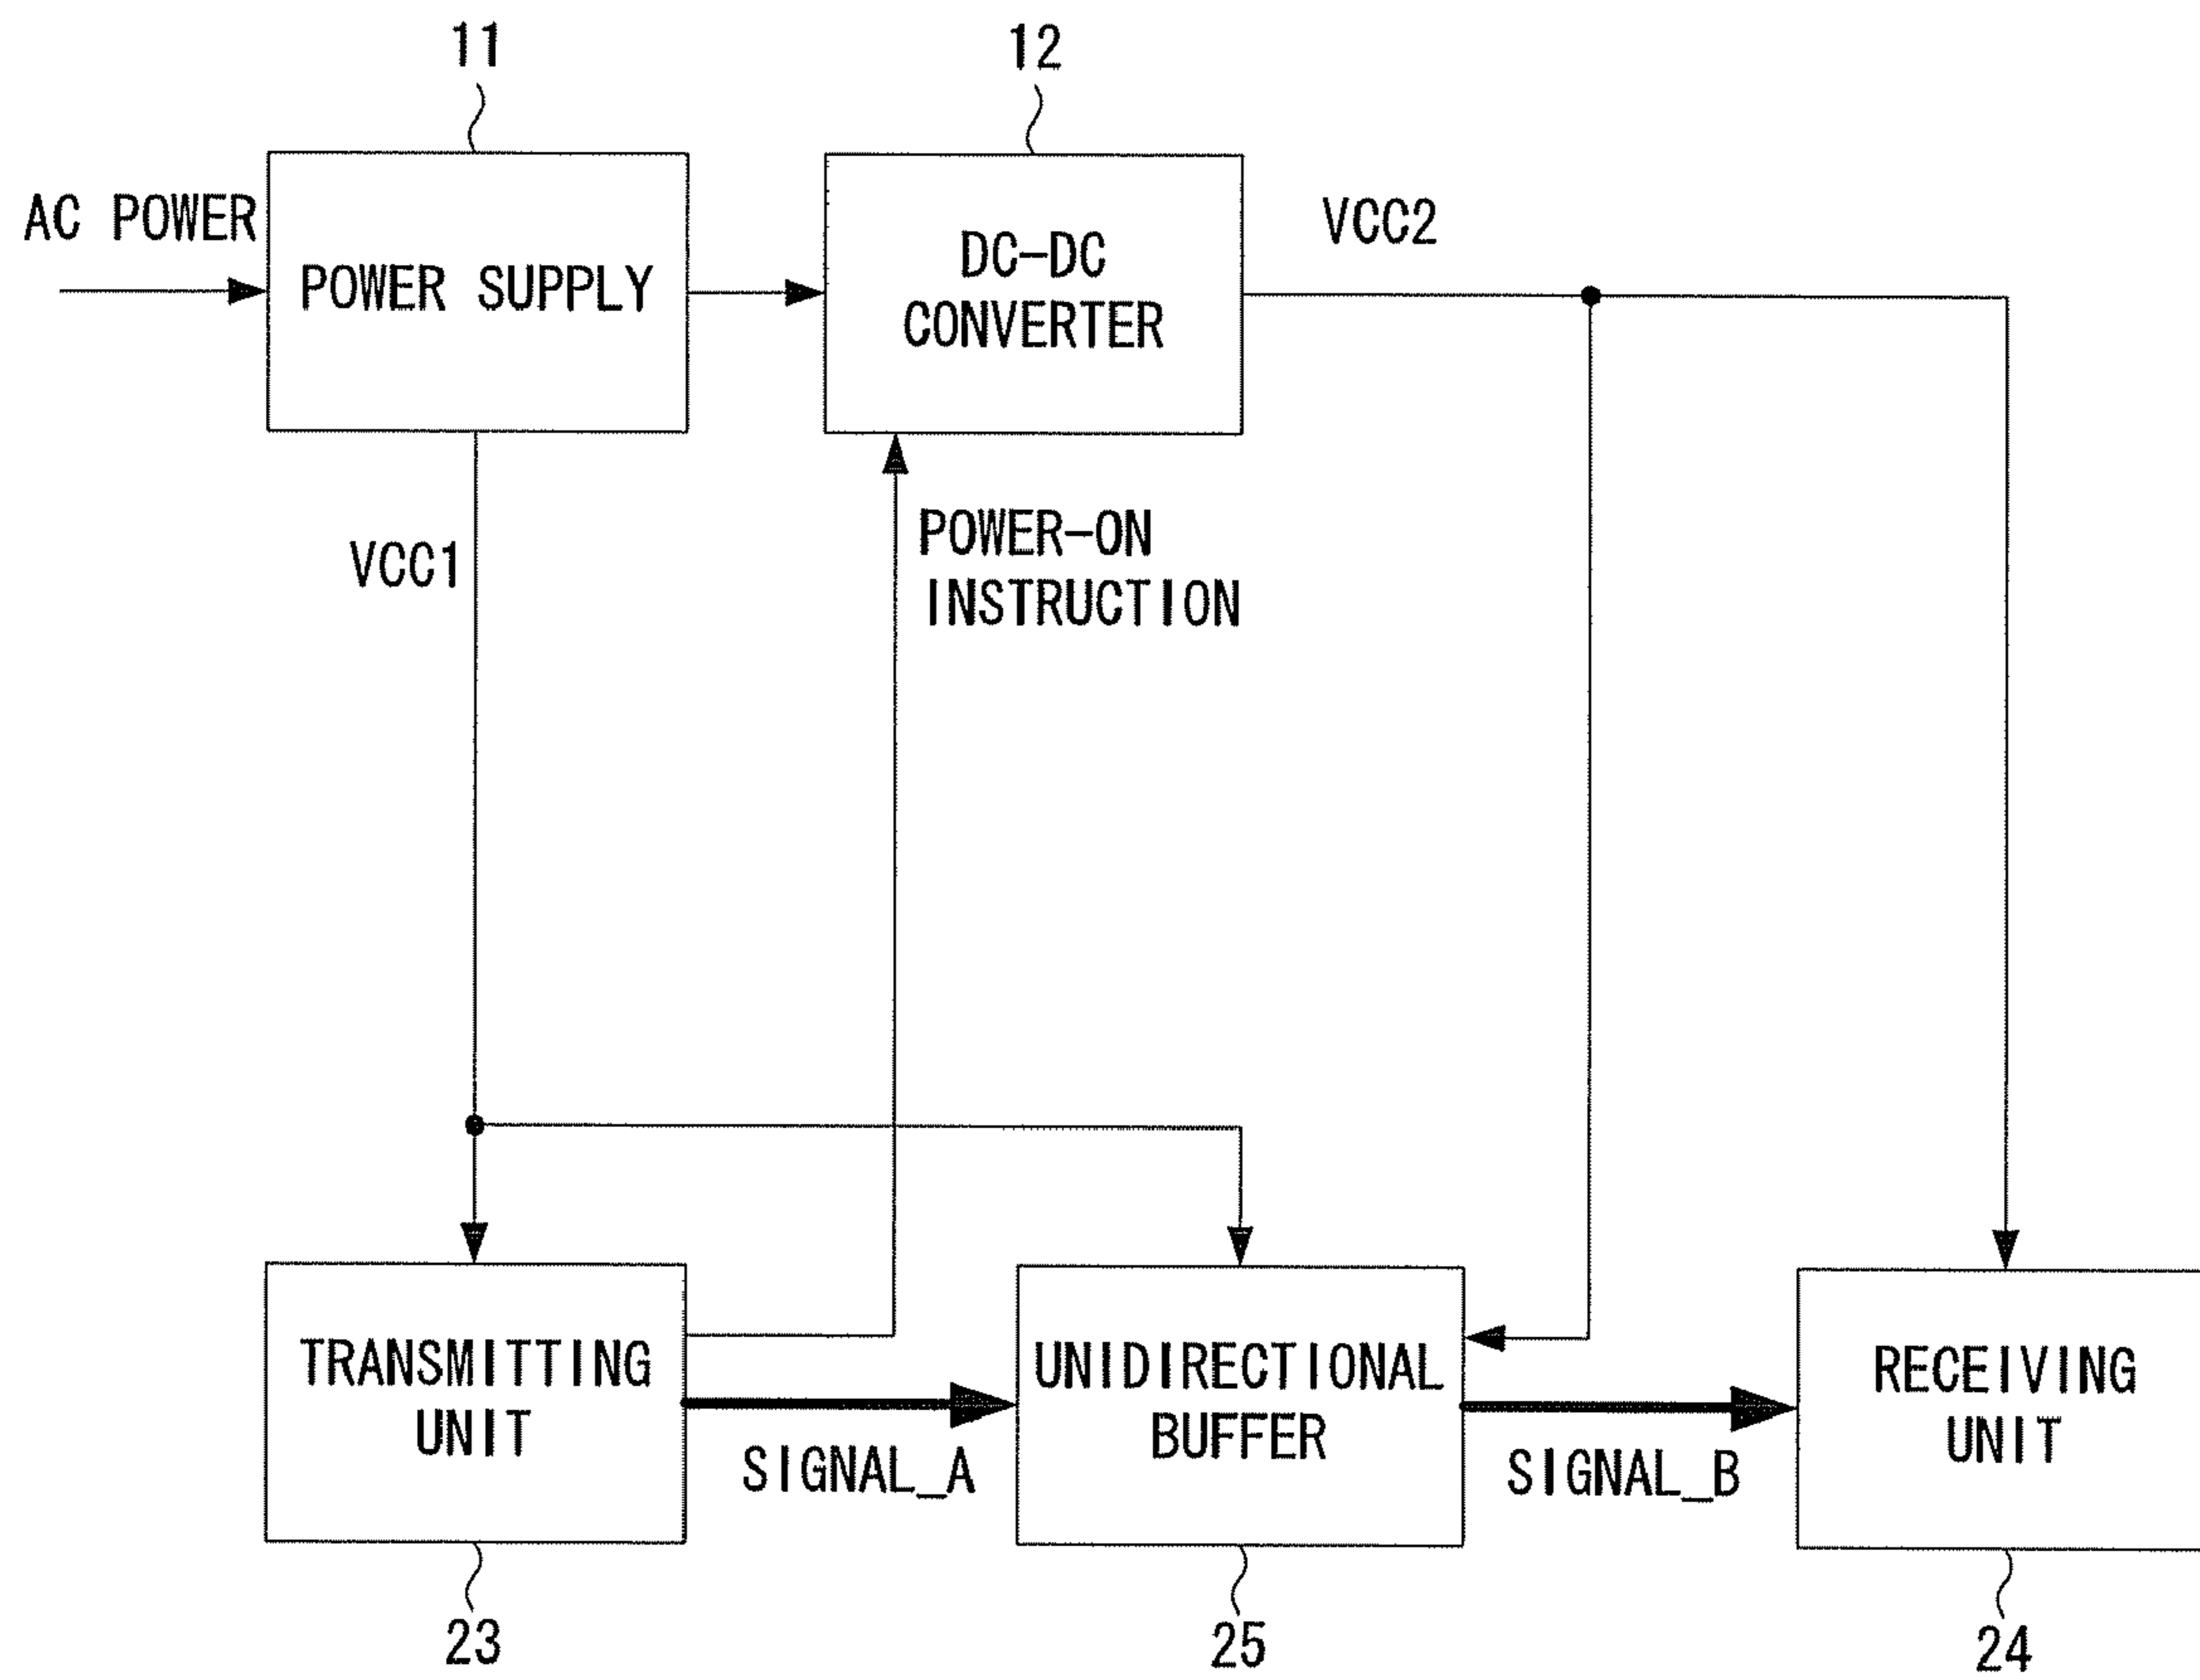 11
12
AC POWER
POWER SUPPLY
DC-DC
CONVERTER
VCC2
VCC1
POWER-ON
INSTRUCTION
TRANSMITTING
UNIT
SIGNAL_A
UNIDIRECTIONAL
BUFFER
SIGNAL_B
RECEIVING
UNIT
23
25
24